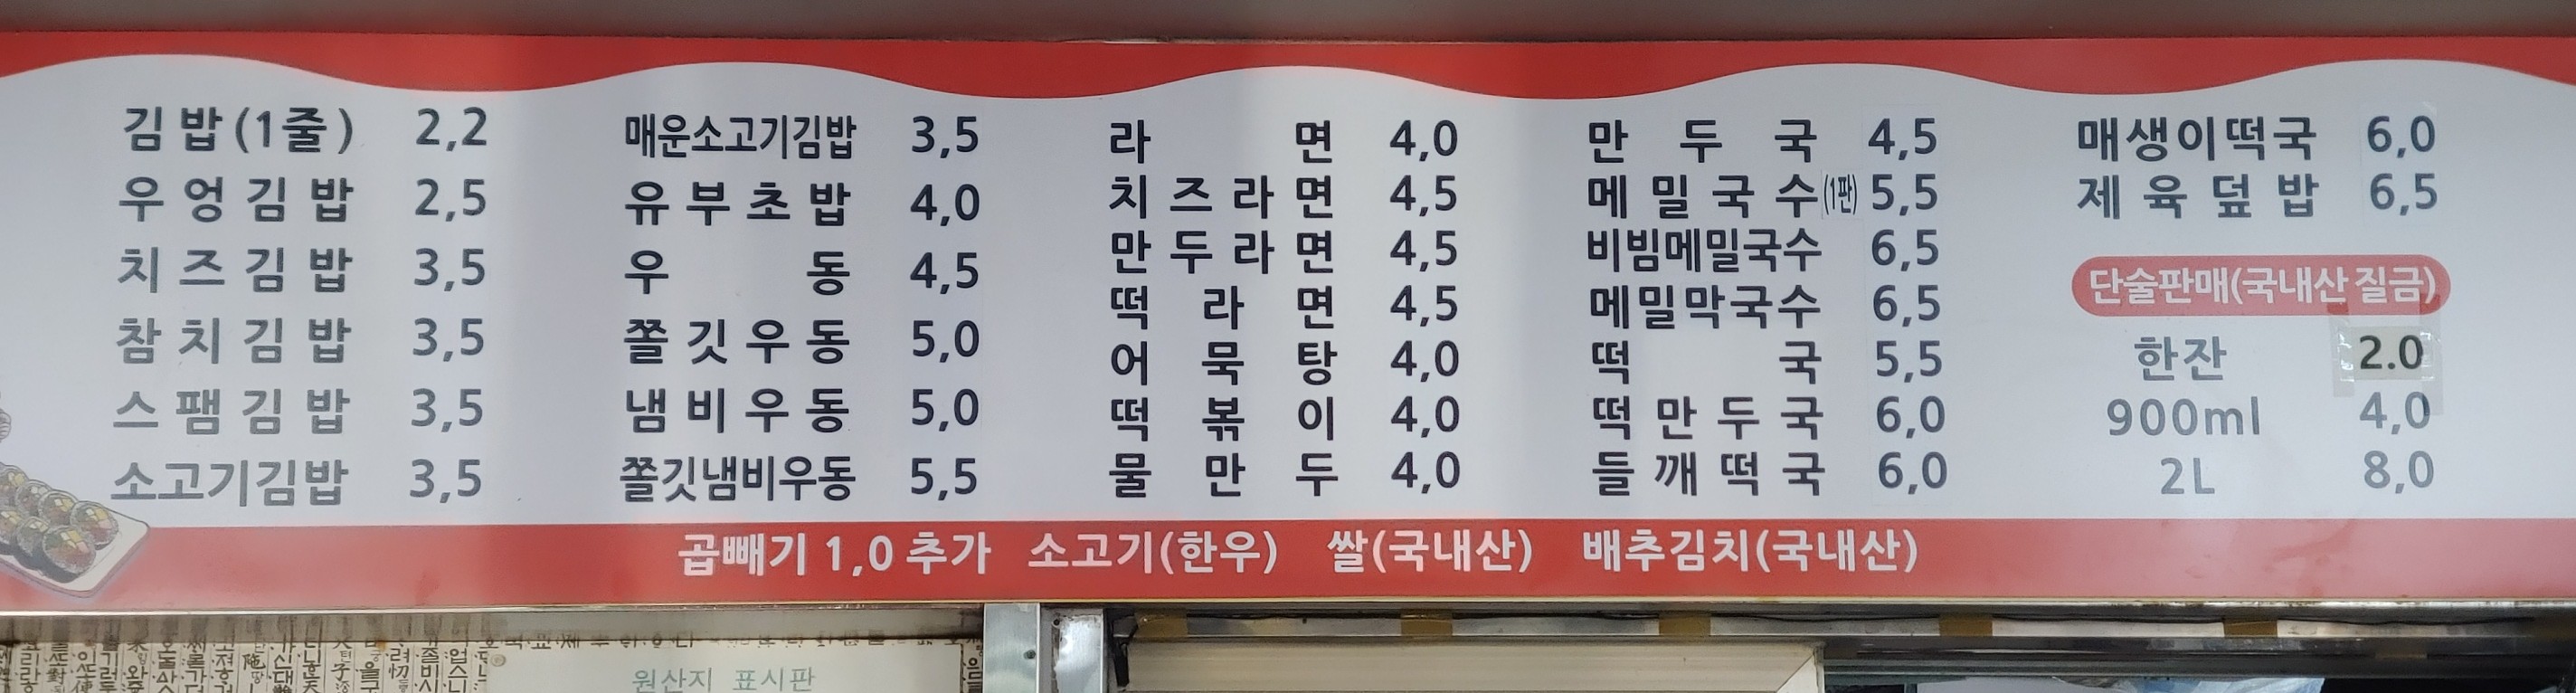 김밥(1줄) 2,2
우엉김밥 2,5
치즈김밥 3,5
참치김밥 3,5
스팸김밥 3,5
소고기김밥 3,5
매운소고기김밥 3,5
유부초밥 4,0
우동 4,5
쫄깃우동 5,0
냄비우동 5,0
쫄깃냄비우동 5,5
라면 4,0
치즈라면 4,5
만두라면 4,5
떡라면 4,5
어묵탕 4,0
떡볶이 4,0
물만두 4,0
만두국 4,5
메밀국수(1판) 5,5
비빔메밀국수 6,5
메밀막국수 6,5
떡국 5,5
떡만두국 6,0
들깨떡국 6,0
매생이떡국 6,0
제육덮밥 6,5
단술판매(국내산 질금)
한잔 2.0
900ml 4,0
2L 8,0
곱빼기 1,0 추가 소고기(한우) 쌀(국내산) 배추김치(국내산)
원산지 표시판